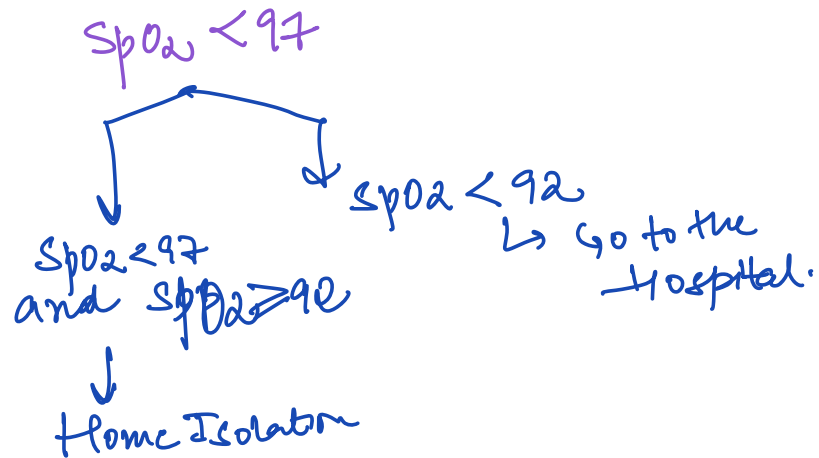 SpO2 < 97
SpO2 < 92
↳ Go to the
Hospital.
SpO2 < 97
and SpO2 >= 92
Home Isolation